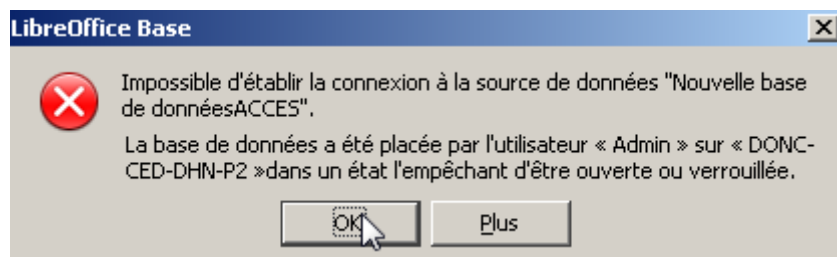 LibreOffice Base
Impossible d'établir la connexion à la source de données "Nouvelle base
de donnéesACCES".
La base de données a été placée par l'utilisateur « Admin » sur « DONC-
CED-DHN-P2 »dans un état l'empêchant d'être ouverte ou verrouillée.
OK
Plus